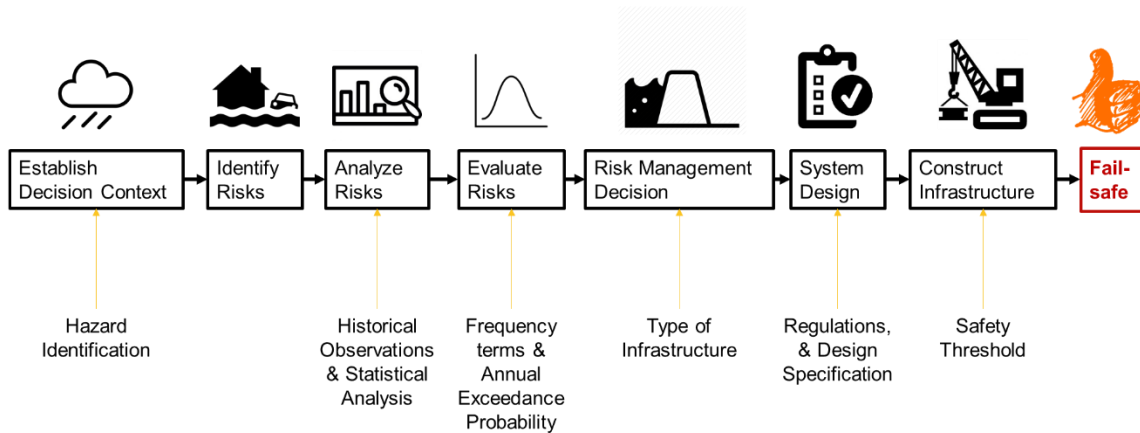 Establish
Decision Context
Identify
Risks
Analyze
Risks
Evaluate
Risks
Risk Management
Decision
System
Design
Construct
Infrastructure
Fail-
safe
Hazard
Identification
Historical
Observations
& Statistical
Analysis
Frequency
terms &
Annual
Exceedance
Probability
Type of
Infrastructure
Regulations,
& Design
Specification
Safety
Threshold